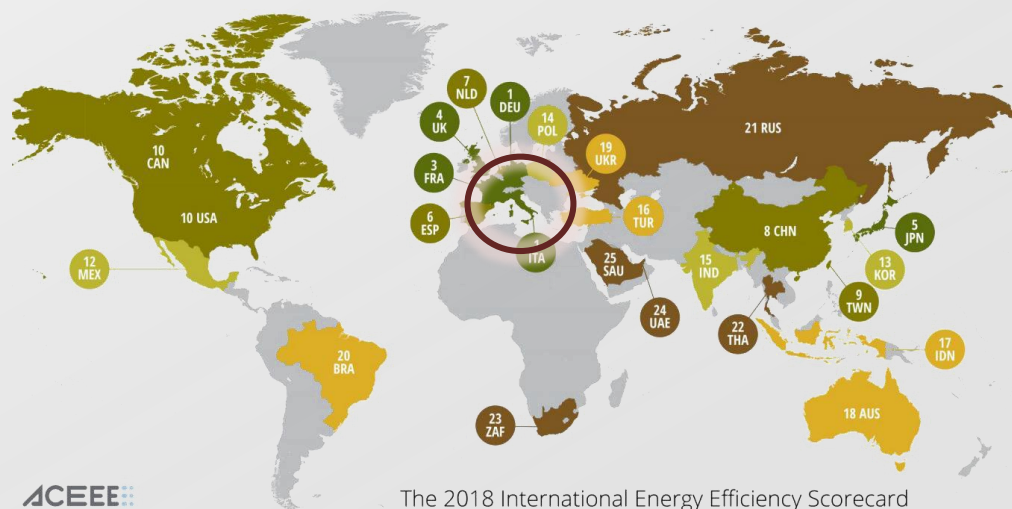 7
NLD
1
DEU
4
UK
14
POL
21 RUS
10
CAN
19
UKR
3
FRA
10 USA
6
ESP
16
TUR
8 CHN
5
JPN
1
ITA
12
MEX
25
SAU
15
IND
13
KOR
9
TWN
24
UAE
22
THA
20
BRA
17
IDN
18 AUS
23
ZAF
ACEEE
The 2018 International Energy Efficiency Scorecard